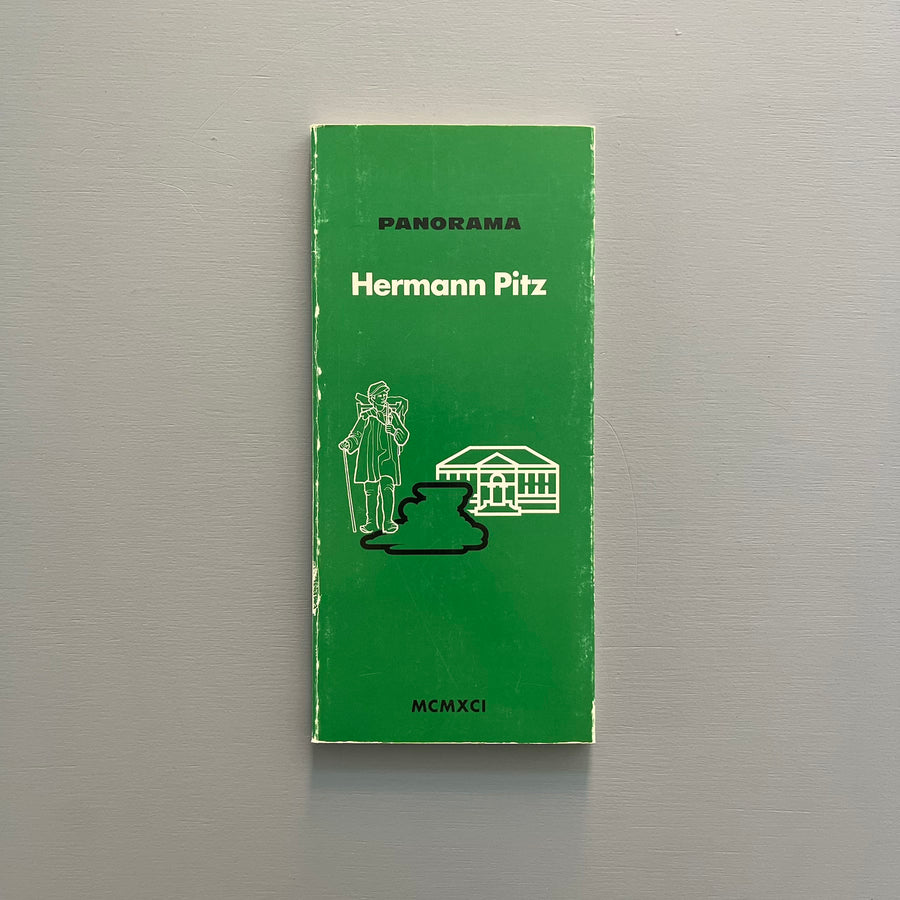 PANORAMA
Hermann Pitz
MCMXCI